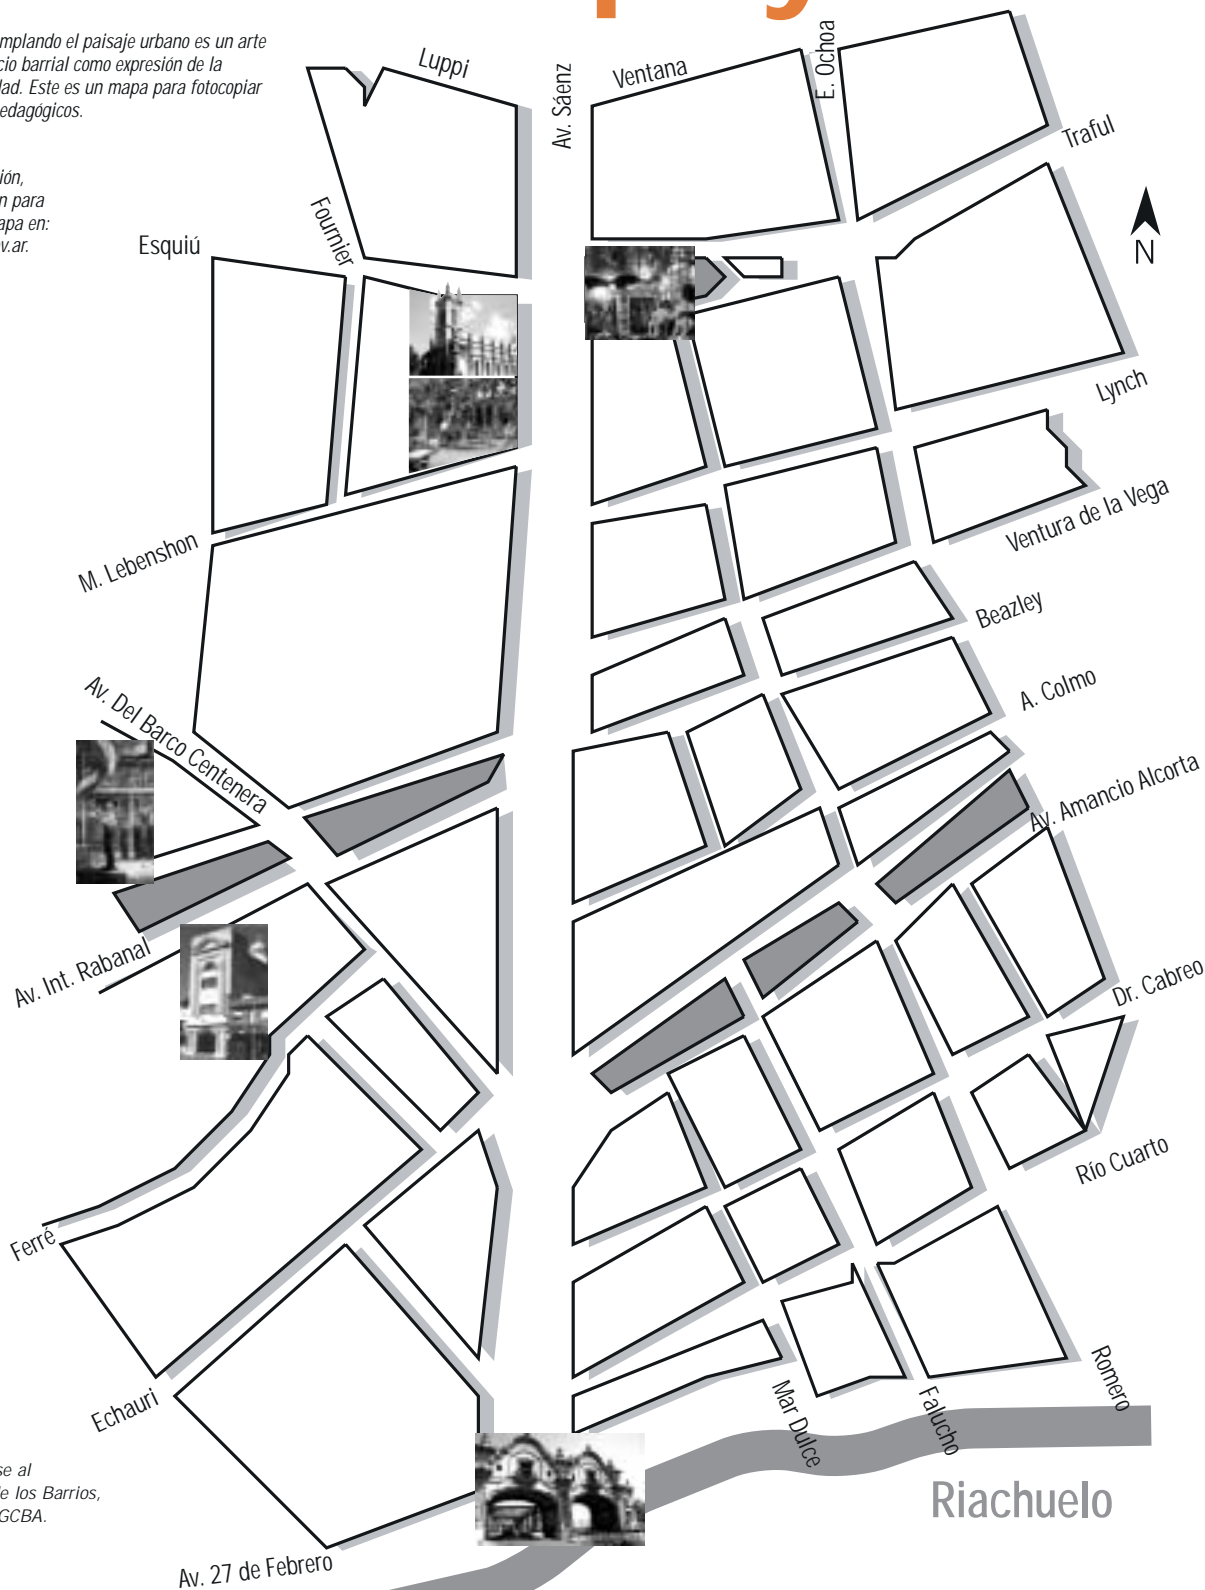 mplando el paisaje urbano es un arte
cio barrial como expresión de la
dad. Este es un mapa para fotocopiar
edagógicos.
ión,
n para
apa en:
v.ar.
Luppi
Av. Sáenz
Ventana
E. Ochoa
Traful
N
Fournier
Esquiú
Lynch
Ventura de la Vega
M. Lebenshon
Beazley
A. Colmo
Av. Del Barco Centenera
Av. Amancio Alcorta
Av. Int. Rabanal
Dr. Cabreo
Río Cuarto
Ferré
Echauri
Mar Dulce
Falucho
Romero
Riachuelo
se al
de los Barrios,
GCBA.
Av. 27 de Febrero